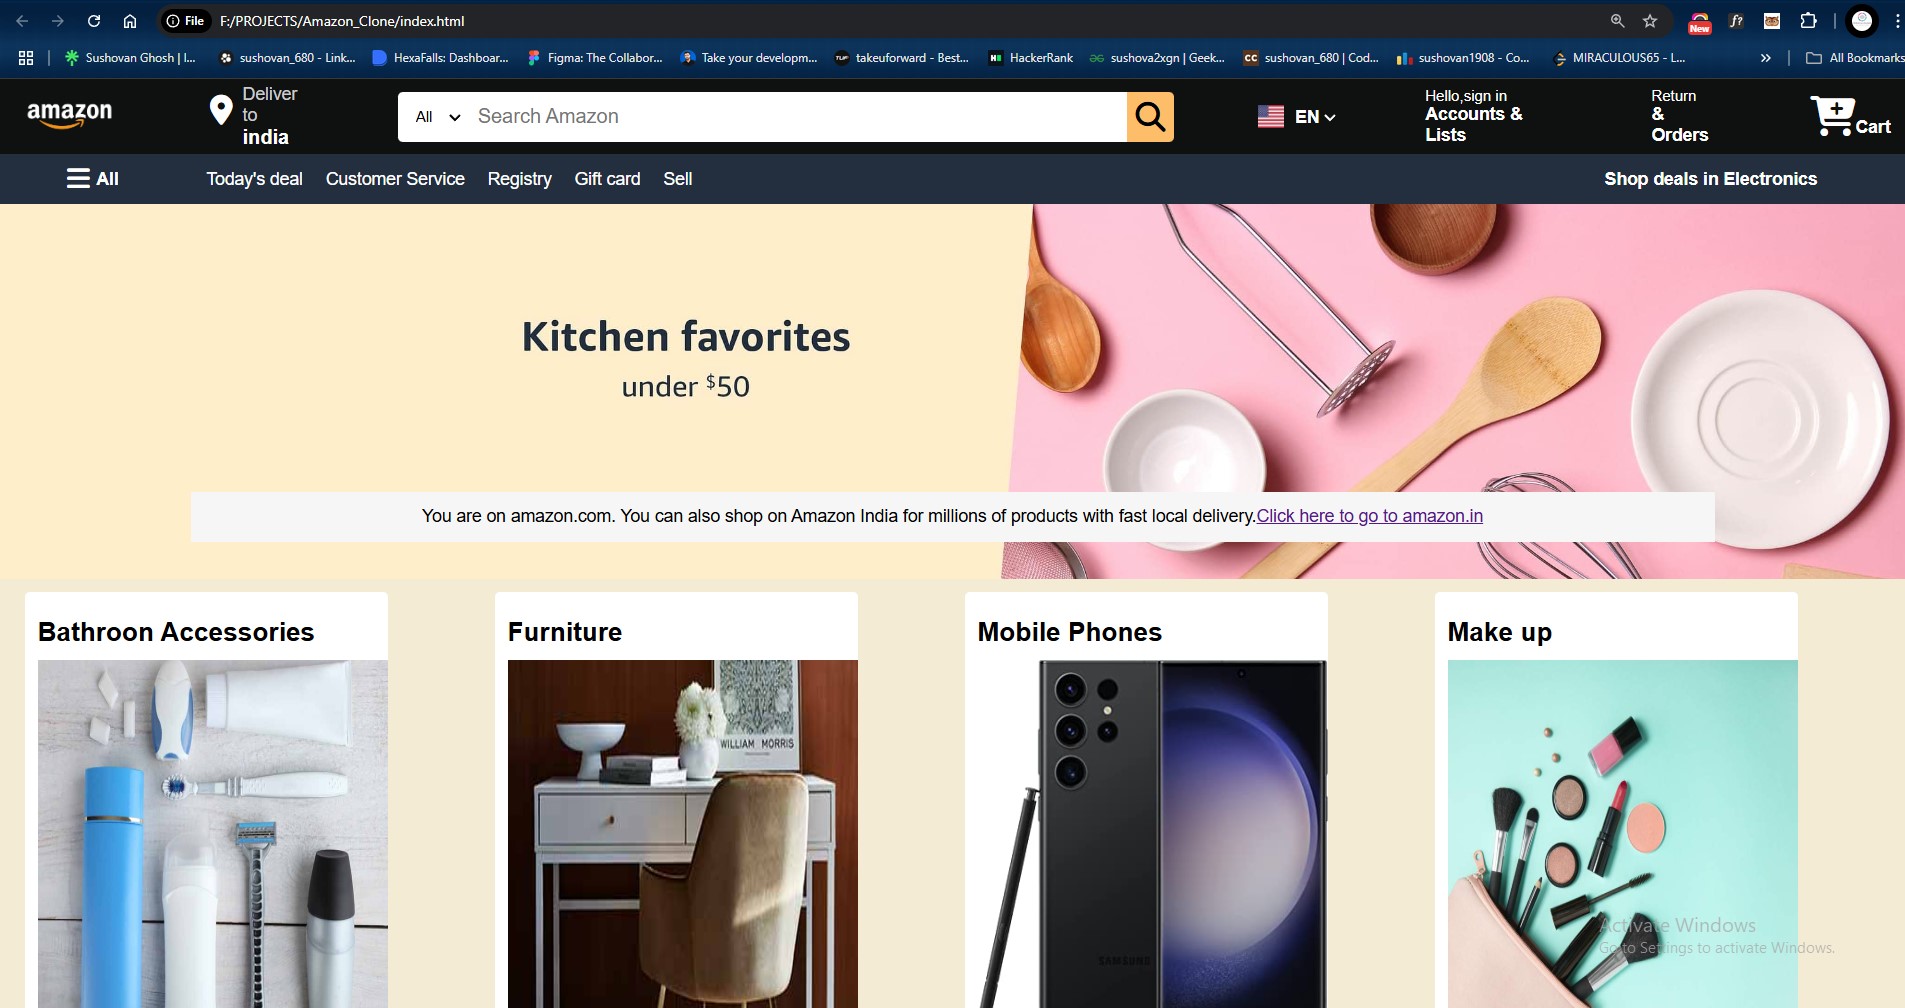 File F:/PROJECTS/Amazon_Clone/index.html
New
f?
Sushovan Ghosh | l... sushovan_680 - Link... HexaFalls: Dashboar... Figma: The Collabor... Take your developm... TUF takeuforward - Best... HackerRank sushova2xgn | Geek... CC sushovan_680 | Cod... sushovan1908 - Co... MIRACULOUS65 - L... » All Bookmarks
amazon
Deliver
to
india
All Search Amazon
EN
Hello,sign in
Accounts &
Lists
Return
&
Orders
Cart
All Today's deal Customer Service Registry Gift card Sell Shop deals in Electronics
Kitchen favorites
under $50
You are on amazon.com. You can also shop on Amazon India for millions of products with fast local delivery.Click here to go to amazon.in
Bathroon Accessories Furniture Mobile Phones Make up
WILLIAM MORRIS
SAMSUNG
Activate Windows
Go to Settings to activate Windows.